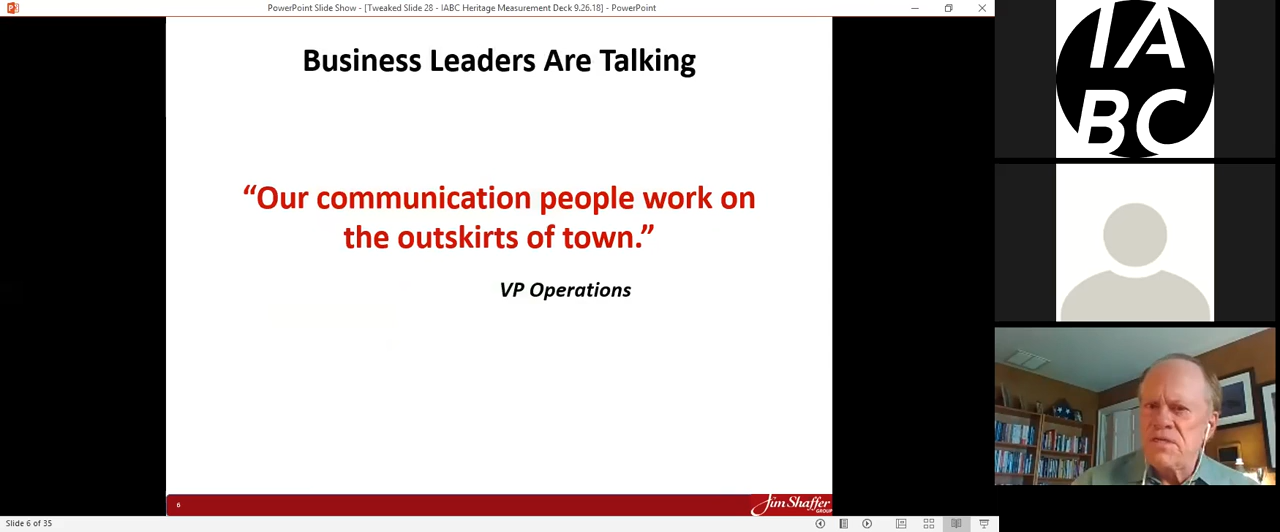 PowerPoint Slide Show - [Tweaked Slide 28 - IABC Heritage Measurement Deck 9.26.18] - PowerPoint
Business Leaders Are Talking
“Our communication people work on
the outskirts of town.”
VP Operations
6
Jim Shaffer
GROUP
Slide 6 of 35
IA
BC